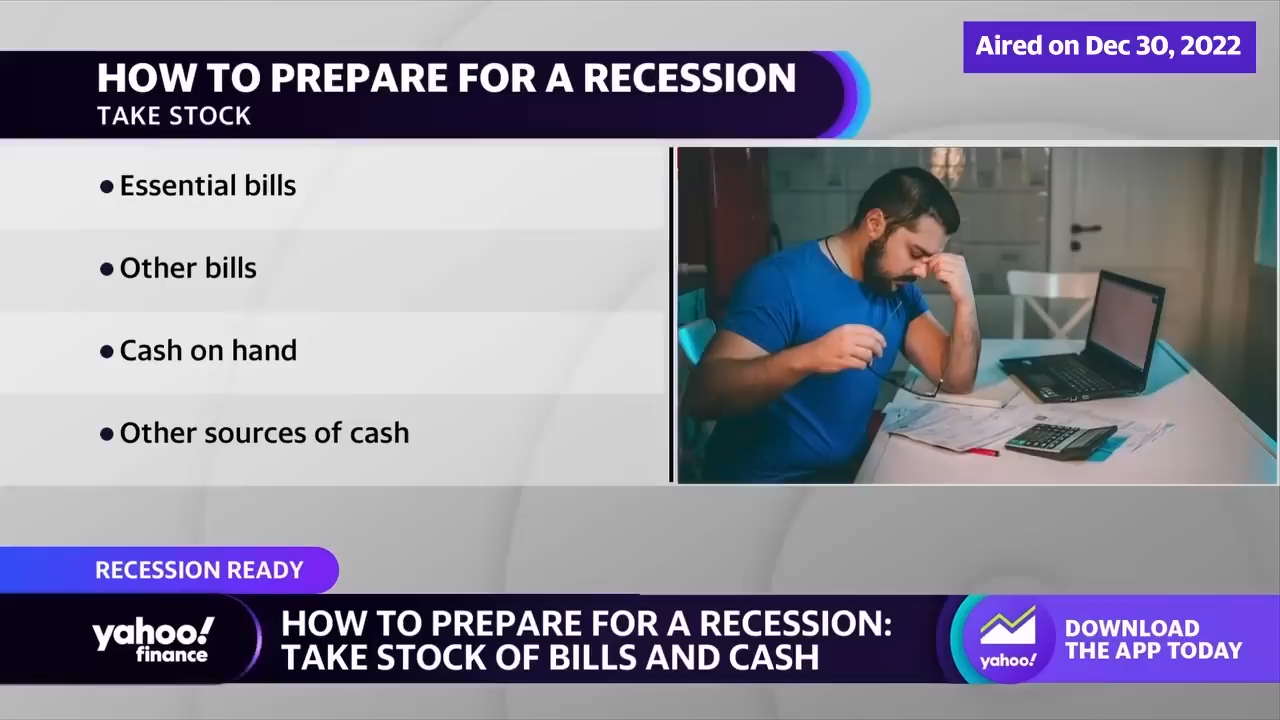 Aired on Dec 30, 2022
HOW TO PREPARE FOR A RECESSION
TAKE STOCK
● Essential bills
● Other bills
● Cash on hand
● Other sources of cash
RECESSION READY
yahoo!
finance
HOW TO PREPARE FOR A RECESSION:
TAKE STOCK OF BILLS AND CASH
yahoo!
DOWNLOAD
THE APP TODAY